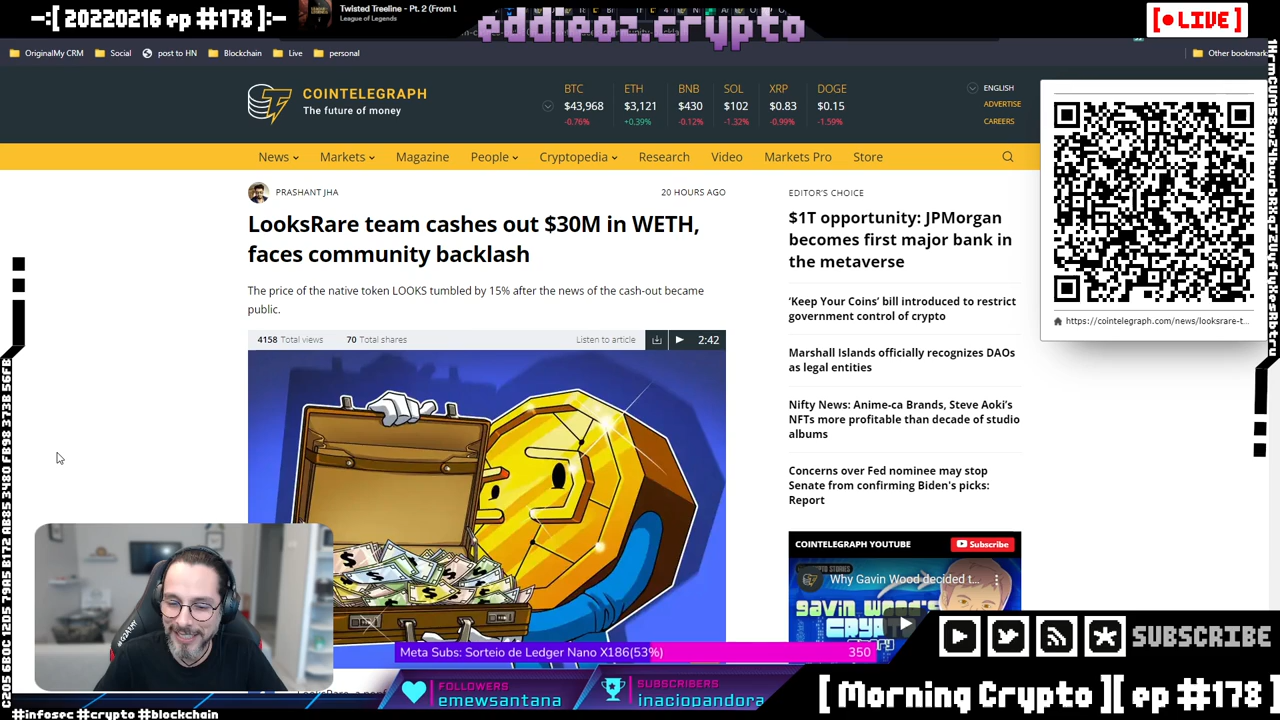 -:[ 20220216 ep #178 ]:-
Twisted Treeline - Pt. 2 (From L
League of Legends
eddieoz.crypto
[● LIVE ]
OriginalMy CRM
Social
post to HN
Blockchain
Live
personal
Other bookmark
COINTELEGRAPH
The future of money
BTC ETH BNB SOL XRP DOGE
$43,968 $3,121 $430 $102 $0.83 $0.15
-0.76% +0.39% -0.12% -1.32% -0.99% -1.59%
ENGLISH
ADVERTISE
CAREERS
News Markets Magazine People Cryptopedia Research Video Markets Pro Store
PRASHANT JHA
20 HOURS AGO
LooksRare team cashes out $30M in WETH,
faces community backlash
The price of the native token LOOKS tumbled by 15% after the news of the cash-out became
public.
4158 Total views 70 Total shares
Listen to article
2:42
EDITOR'S CHOICE
$1T opportunity: JPMorgan
becomes first major bank in
the metaverse
‘Keep Your Coins’ bill introduced to restrict
government control of crypto
Marshall Islands officially recognizes DAOs
as legal entities
Nifty News: Anime-ca Brands, Steve Aoki’s
NFTs more profitable than decade of studio
albums
Concerns over Fed nominee may stop
Senate from confirming Biden's picks:
Report
COINTELEGRAPH YOUTUBE
Subscribe
Why Gavin Wood decided t...
GAVIN WOOD'S
https://cointelegraph.com/news/looksrare-t...
Meta Subs: Sorteio de Ledger Nano X186(53%)
350
FOLLOWERS
emewsantana
SUBSCRIBERS
inaciopandora
SUBSCRIBE
[ Morning Crypto ][ ep #178 ]
#infosec #crypto #blockchain